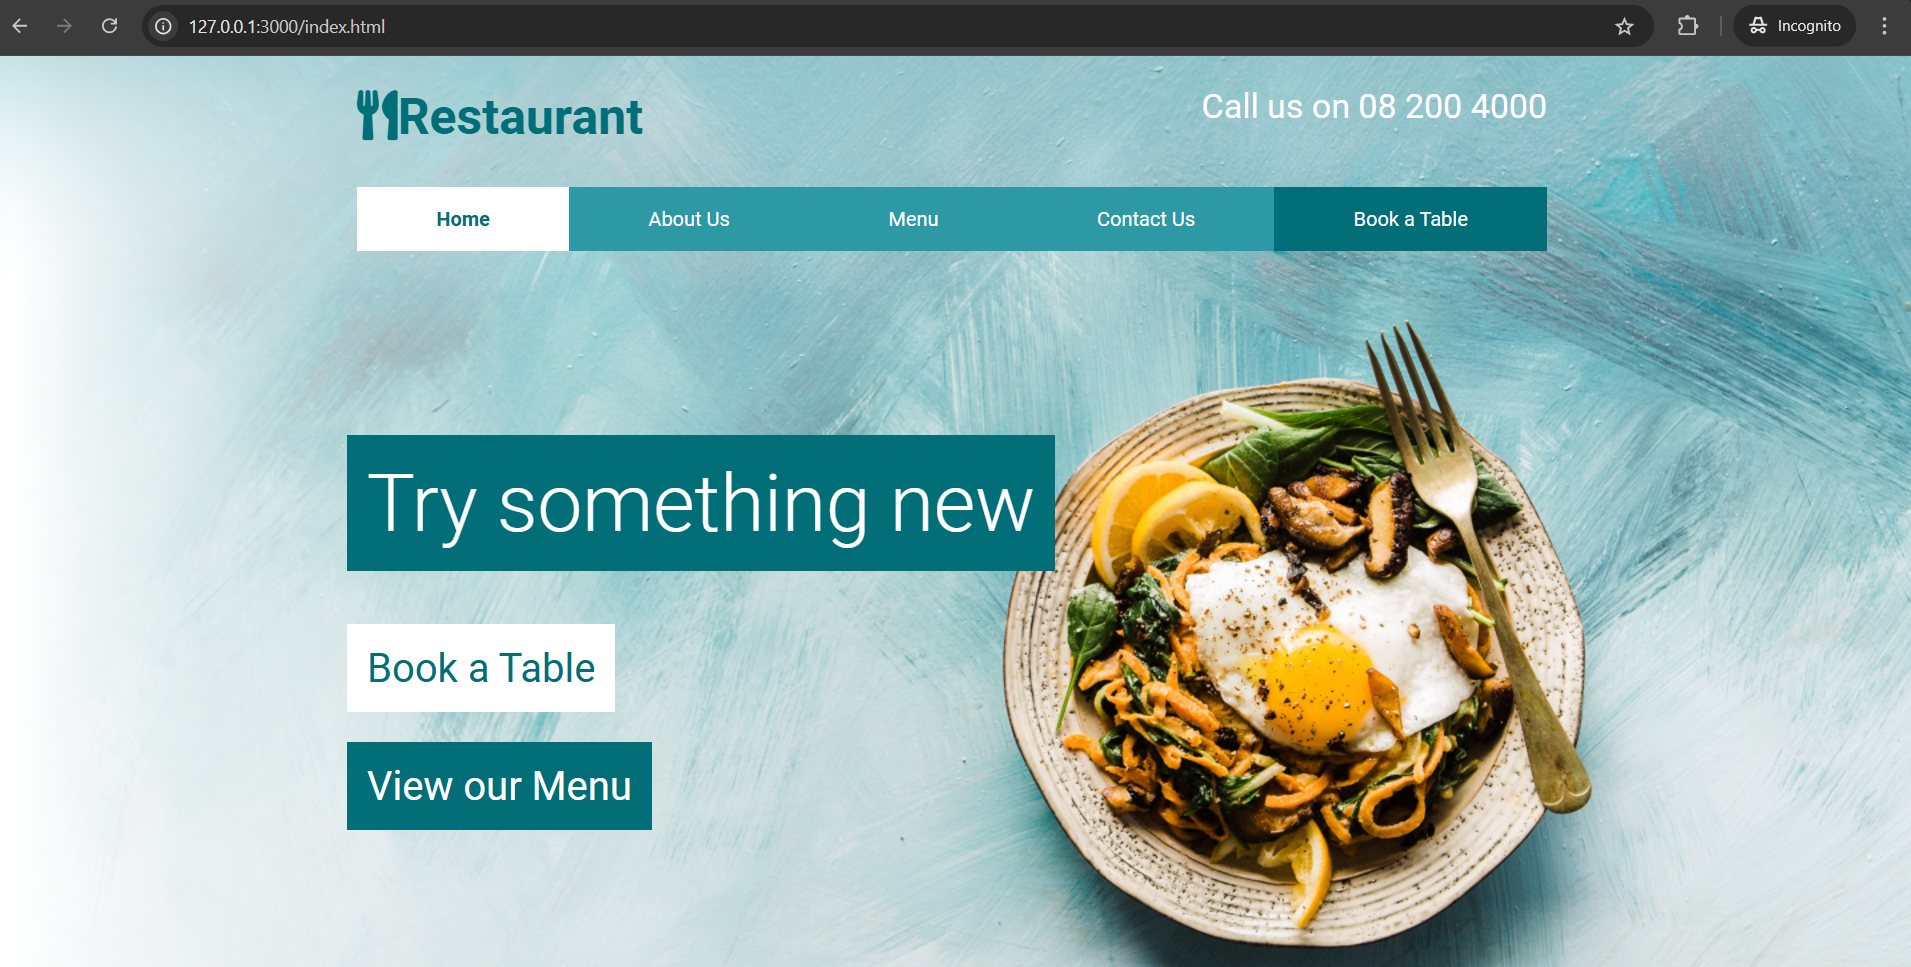 127.0.0.1:3000/index.html
Incognito
Restaurant
Call us on 08 200 4000
Home
About Us
Menu
Contact Us
Book a Table
Try something new
Book a Table
View our Menu